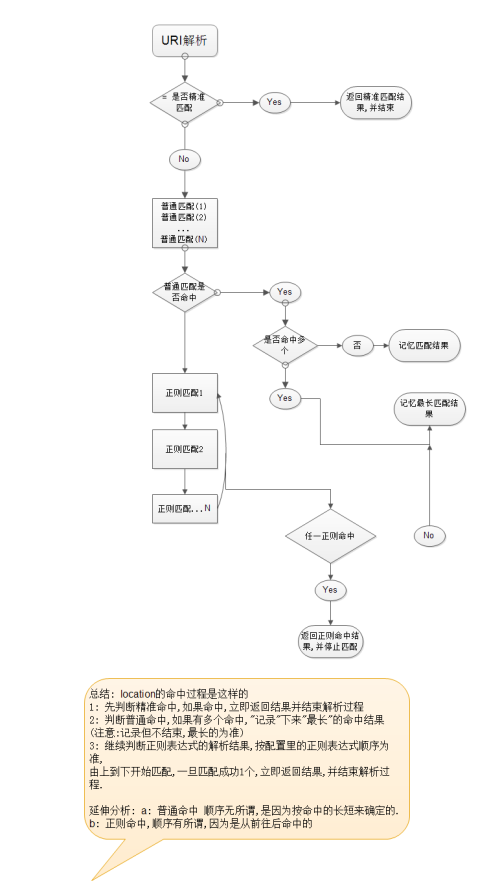 URI解析
= 是否精准
匹配
Yes
返回精准匹配结
果,并结束
No
普通匹配(1)
普通匹配(2)
...
普通匹配(N)
普通匹配是
否命中
Yes
是否命中多
个
否
记忆匹配结果
Yes
记忆最长匹配结
果
正则匹配1
正则匹配2
正则匹配...N
任一正则命中
No
Yes
返回正则命中结
果,并停止匹配
总结: location的命中过程是这样的
1: 先判断精准命中,如果命中,立即返回结果并结束解析过程
2: 判断普通命中,如果有多个命中,"记录"下来"最长"的命中结果
(注意:记录但不结束,最长的为准)
3: 继续判断正则表达式的解析结果,按配置里的正则表达式顺序为
准,
由上到下开始匹配,一旦匹配成功1个,立即返回结果,并结束解析过
程.
延伸分析: a: 普通命中 顺序无所谓,是因为按命中的长短来确定的.
b: 正则命中,顺序有所谓,因为是从前往后命中的